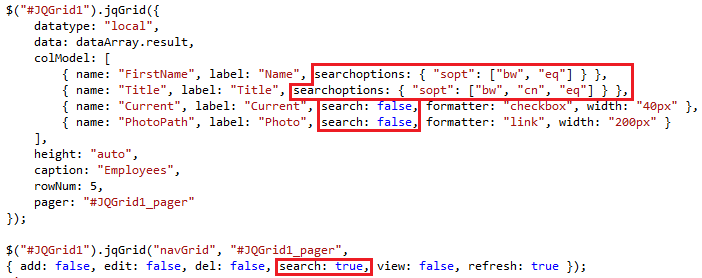 $("#JQGrid1").jqGrid({
datatype: "local",
data: dataArray.result,
colModel: [
{ name: "FirstName", label: "Name", searchoptions: { "sopt": ["bw", "eq"] } },
{ name: "Title", label: "Title", searchoptions: { "sopt": ["bw", "cn", "eq"] } },
{ name: "Current", label: "Current", search: false, formatter: "checkbox", width: "40px" },
{ name: "PhotoPath", label: "Photo", search: false, formatter: "link", width: "200px" }
],
height: "auto",
caption: "Employees",
rowNum: 5,
pager: "#JQGrid1_pager"
});
$("#JQGrid1").jqGrid("navGrid", "#JQGrid1_pager",
{ add: false, edit: false, del: false, search: true, view: false, refresh: true });